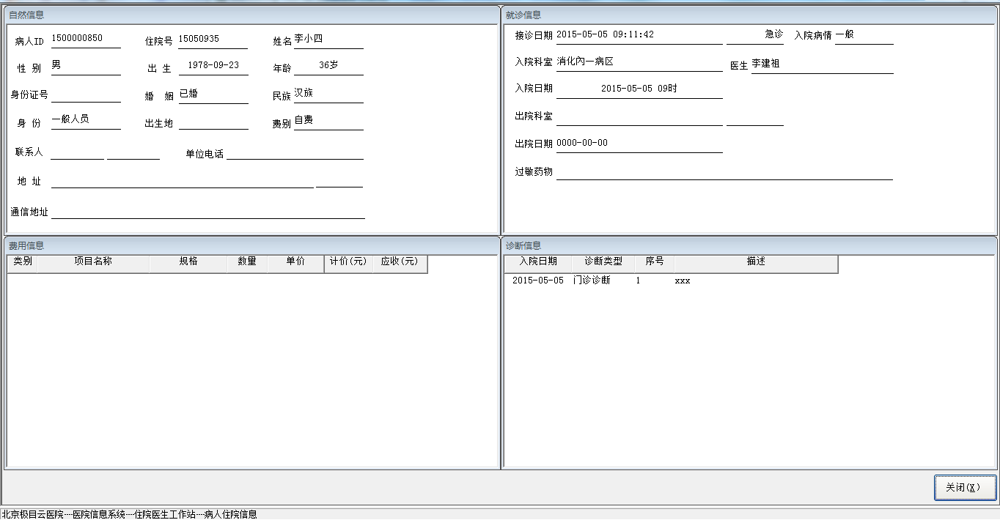 自然信息
病人ID 1500000850 住院号 15050935 姓名 李小四
性 别 男 出 生 1978-09-23 年龄 36岁
身份证号 婚 姻 已婚 民族 汉族
身 份 一般人员 出生地 费别 自费
联系人 单位电话
地 址
通信地址
就诊信息
接诊日期 2015-05-05 09:11:42 急诊 入院病情 一般
入院科室 消化内一病区 医生 李建祖
入院日期 2015-05-05 09时
出院科室
出院日期 0000-00-00
过敏药物
费用信息
类别 项目名称 规格 数量 单价 计价(元) 应收(元)
诊断信息
入院日期 诊断类型 序号 描述
2015-05-05 门诊诊断 1 xxx
关闭(X)
北京极目云医院---医院信息系统---住院医生工作站---病人住院信息